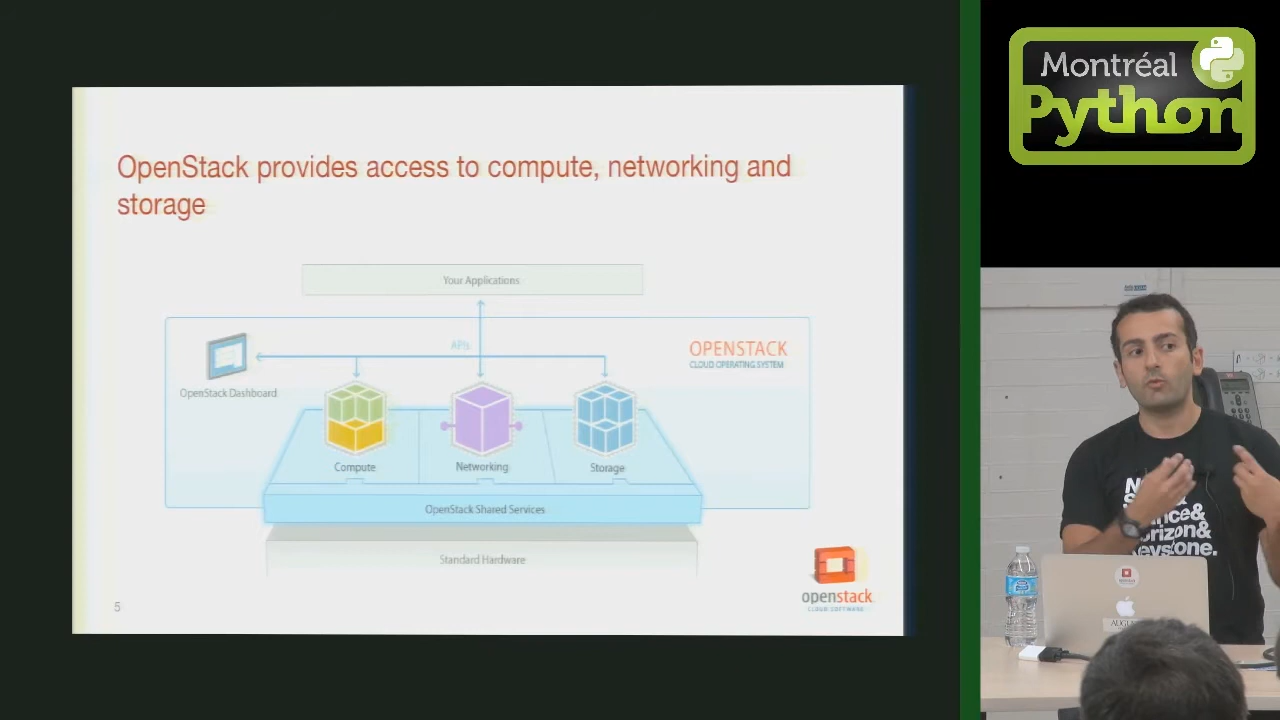 OpenStack provides access to compute, networking and
storage
Your Applications
APIs
OPENSTACK
CLOUD OPERATING SYSTEM
OpenStack Dashboard
Compute
Networking
Storage
OpenStack Shared Services
Standard Hardware
openstack
CLOUD SOFTWARE
5
Montréal
Python